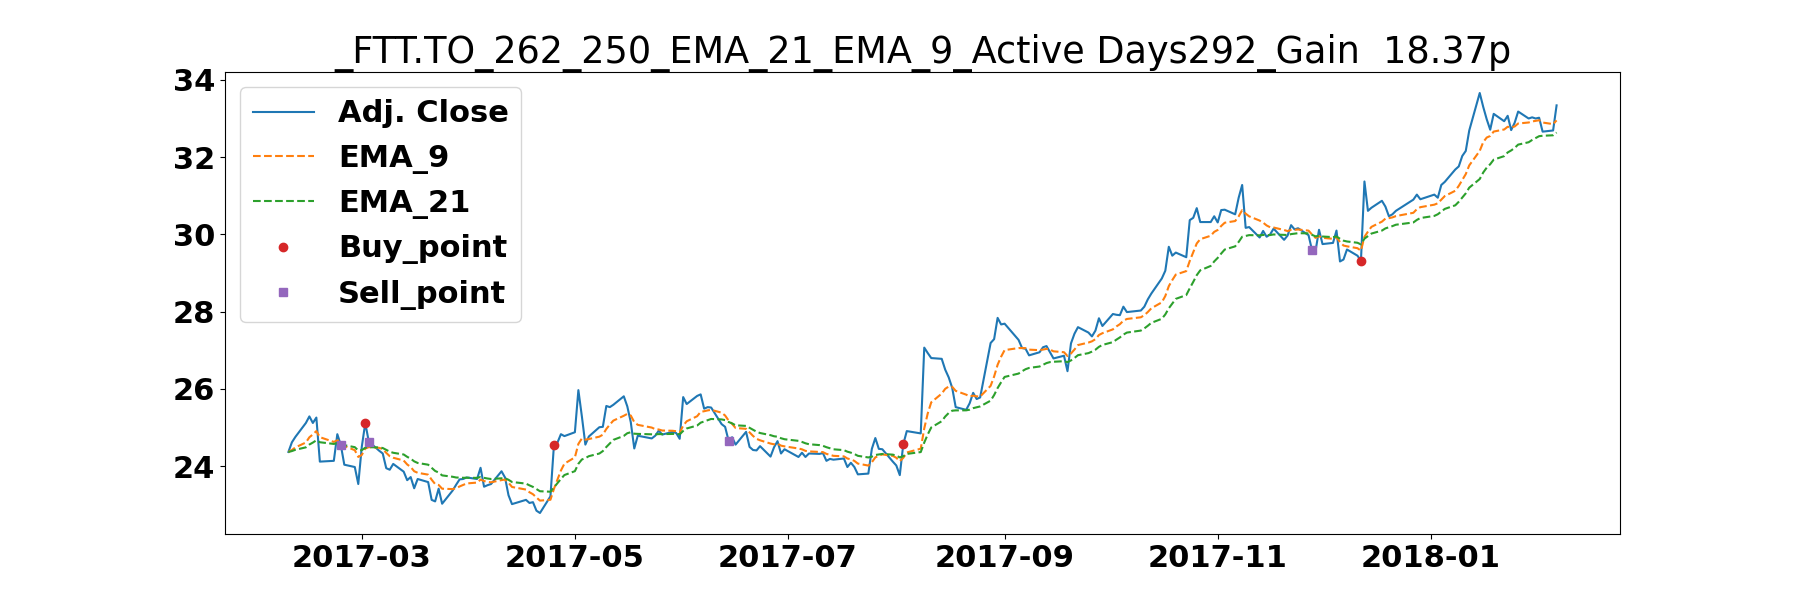 _FTT.TO_262_250_EMA_21_EMA_9_Active Days292_Gain  18.37p
34
32
30
28
26
24
Adj. Close
EMA_9
EMA_21
Buy_point
Sell_point
2017-03
2017-05
2017-07
2017-09
2017-11
2018-01